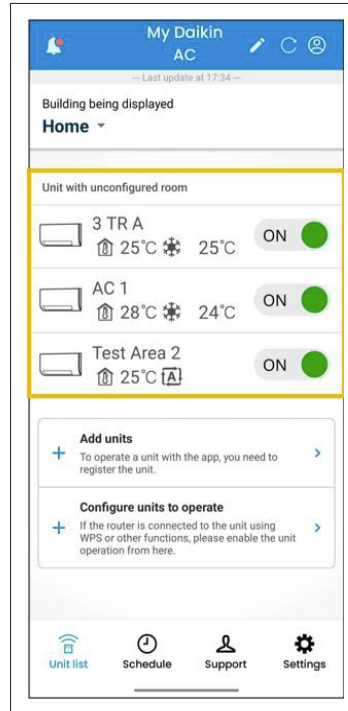 My Daikin
AC
— Last update at 17:34 —
Building being displayed
Home
Unit with unconfigured room
3 TR A
25°C 25°C
ON
AC 1
28°C 24°C
ON
Test Area 2
25°C A
ON
Add units
To operate a unit with the app, you need to
register the unit.
Configure units to operate
If the router is connected to the unit using
WPS or other functions, please enable the unit
operation from here.
Unit list Schedule Support Settings